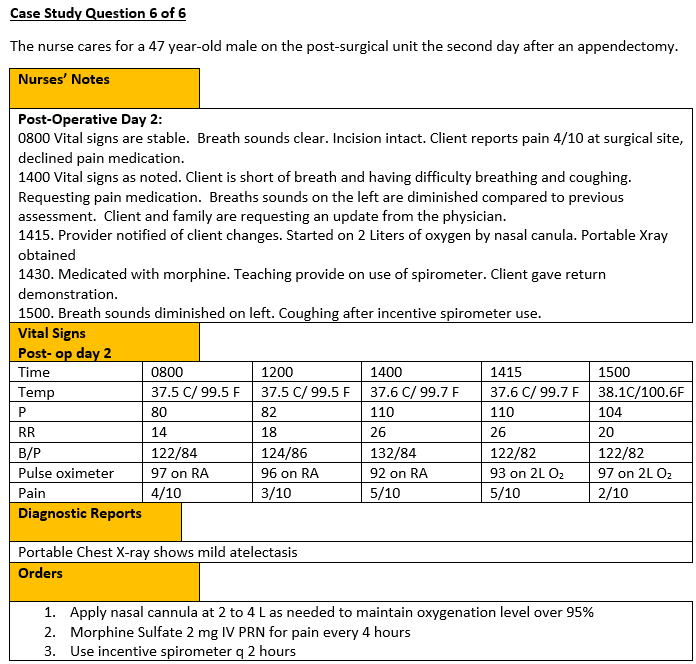 Case Study Question 6 of 6
The nurse cares for a 47 year-old male on the post-surgical unit the second day after an appendectomy.
Nurses’ Notes
Post-Operative Day 2:
0800 Vital signs are stable.  Breath sounds clear. Incision intact. Client reports pain 4/10 at surgical site,
declined pain medication.
1400 Vital signs as noted. Client is short of breath and having difficulty breathing and coughing.
Requesting pain medication.  Breaths sounds on the left are diminished compared to previous
assessment.  Client and family are requesting an update from the physician.
1415. Provider notified of client changes. Started on 2 Liters of oxygen by nasal canula. Portable Xray
obtained
1430. Medicated with morphine. Teaching provide on use of spirometer. Client gave return
demonstration.
1500. Breath sounds diminished on left. Coughing after incentive spirometer use.
Vital Signs
Post- op day 2
Time 0800 1200 1400 1415 1500
Temp 37.5 C/ 99.5 F 37.5 C/ 99.5 F 37.6 C/ 99.7 F 37.6 C/ 99.7 F 38.1C/100.6F
P 80 82 110 110 104
RR 14 18 26 26 20
B/P 122/84 124/86 132/84 122/82 122/82
Pulse oximeter 97 on RA 96 on RA 92 on RA 93 on 2L O₂ 97 on 2L O₂
Pain 4/10 3/10 5/10 5/10 2/10
Diagnostic Reports
Portable Chest X-ray shows mild atelectasis
Orders
1. Apply nasal cannula at 2 to 4 L as needed to maintain oxygenation level over 95%
2. Morphine Sulfate 2 mg IV PRN for pain every 4 hours
3. Use incentive spirometer q 2 hours